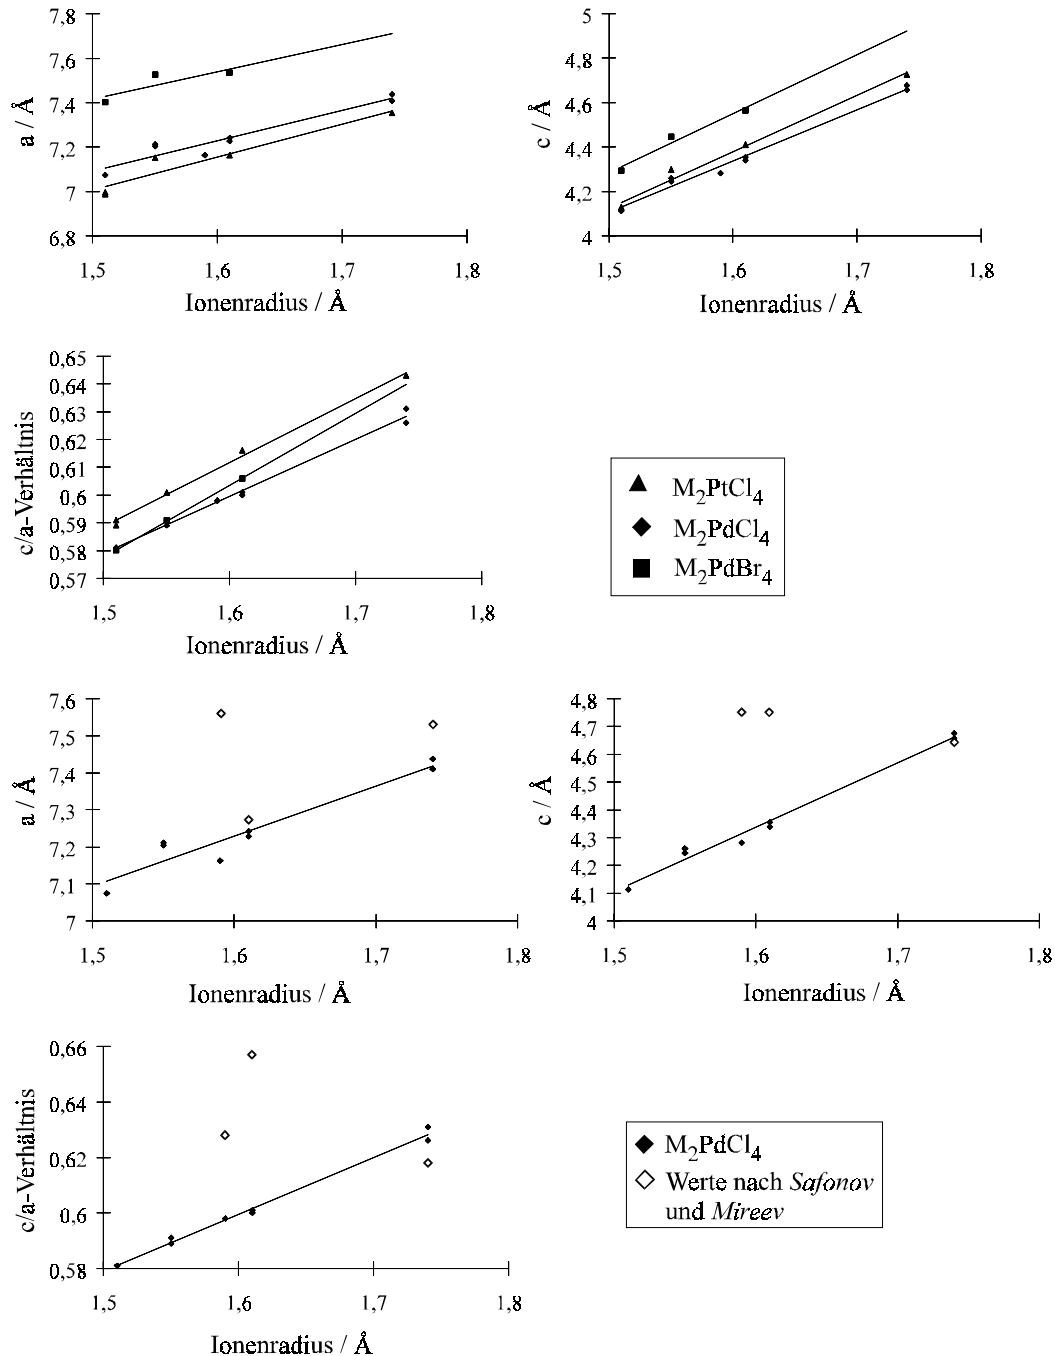 7,8
7,6
7,4
7,2
7
6,8
a / Å
1,5 1,6 1,7 1,8
Ionenradius / Å
5
4,8
4,6
4,4
4,2
4
c / Å
1,5 1,6 1,7 1,8
Ionenradius / Å
0,65
0,64
0,63
0,62
0,61
0,6
0,59
0,58
0,57
c/a-Verhältnis
1,5 1,6 1,7 1,8
Ionenradius / Å
M₂PtCl₄
M₂PdCl₄
M₂PdBr₄
7,6
7,5
7,4
7,3
7,2
7,1
7
a / Å
1,5 1,6 1,7 1,8
Ionenradius / Å
4,8
4,7
4,6
4,5
4,4
4,3
4,2
4,1
4
c / Å
1,5 1,6 1,7 1,8
Ionenradius / Å
0,66
0,64
0,62
0,6
0,58
c/a-Verhältnis
1,5 1,6 1,7 1,8
Ionenradius / Å
M₂PdCl₄
Werte nach Safonov
und Mireev